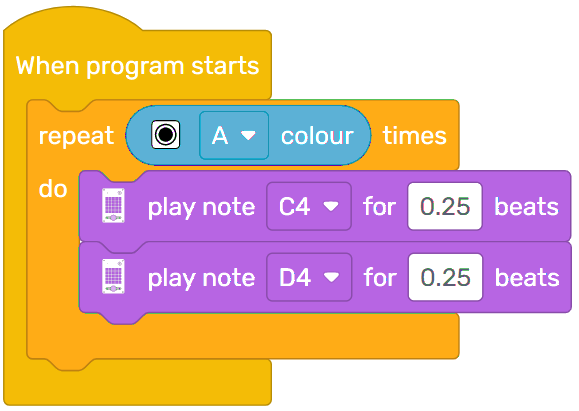 When program starts
repeat A colour times
do
play note C4 for 0.25 beats
play note D4 for 0.25 beats